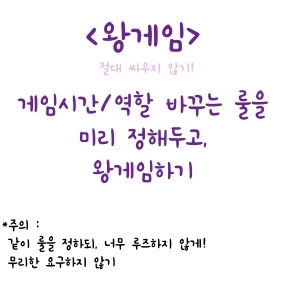 <왕게임>
절대 싸우지 않기!
게임시간/역할 바꾸는 룰을
미리 정해두고,
왕게임하기
*주의 :
같이 룰을 정하되, 너무 루즈하지 않게!
무리한 요구하지 않기